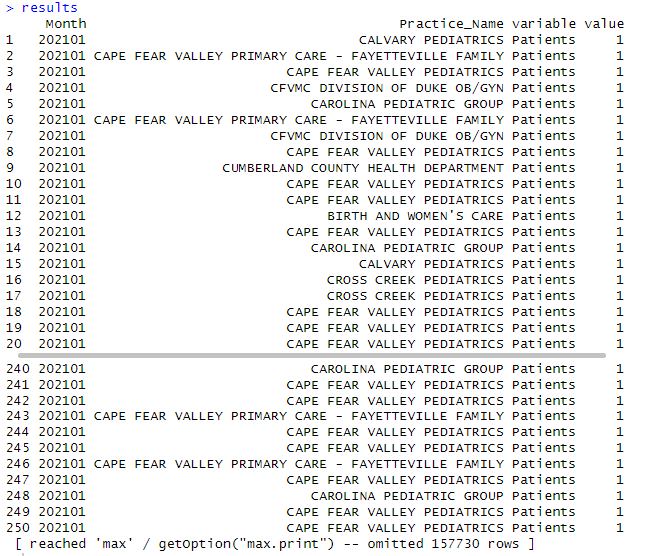 > results
Month Practice_Name variable value
1 202101 CALVARY PEDIATRICS Patients 1
2 202101 CAPE FEAR VALLEY PRIMARY CARE - FAYETTEVILLE FAMILY Patients 1
3 202101 CAPE FEAR VALLEY PEDIATRICS Patients 1
4 202101 CFVMC DIVISION OF DUKE OB/GYN Patients 1
5 202101 CAROLINA PEDIATRIC GROUP Patients 1
6 202101 CAPE FEAR VALLEY PRIMARY CARE - FAYETTEVILLE FAMILY Patients 1
7 202101 CFVMC DIVISION OF DUKE OB/GYN Patients 1
8 202101 CAPE FEAR VALLEY PEDIATRICS Patients 1
9 202101 CUMBERLAND COUNTY HEALTH DEPARTMENT Patients 1
10 202101 CAPE FEAR VALLEY PEDIATRICS Patients 1
11 202101 CAPE FEAR VALLEY PEDIATRICS Patients 1
12 202101 BIRTH AND WOMEN'S CARE Patients 1
13 202101 CAPE FEAR VALLEY PEDIATRICS Patients 1
14 202101 CAROLINA PEDIATRIC GROUP Patients 1
15 202101 CALVARY PEDIATRICS Patients 1
16 202101 CROSS CREEK PEDIATRICS Patients 1
17 202101 CROSS CREEK PEDIATRICS Patients 1
18 202101 CAPE FEAR VALLEY PEDIATRICS Patients 1
19 202101 CAPE FEAR VALLEY PEDIATRICS Patients 1
20 202101 CAPE FEAR VALLEY PEDIATRICS Patients 1
240 202101 CAROLINA PEDIATRIC GROUP Patients 1
241 202101 CAPE FEAR VALLEY PEDIATRICS Patients 1
242 202101 CAPE FEAR VALLEY PEDIATRICS Patients 1
243 202101 CAPE FEAR VALLEY PRIMARY CARE - FAYETTEVILLE FAMILY Patients 1
244 202101 CAPE FEAR VALLEY PEDIATRICS Patients 1
245 202101 CAPE FEAR VALLEY PEDIATRICS Patients 1
246 202101 CAPE FEAR VALLEY PRIMARY CARE - FAYETTEVILLE FAMILY Patients 1
247 202101 CAPE FEAR VALLEY PEDIATRICS Patients 1
248 202101 CAROLINA PEDIATRIC GROUP Patients 1
249 202101 CAPE FEAR VALLEY PEDIATRICS Patients 1
250 202101 CAPE FEAR VALLEY PEDIATRICS Patients 1
[ reached 'max' / getOption("max.print") -- omitted 157730 rows ]